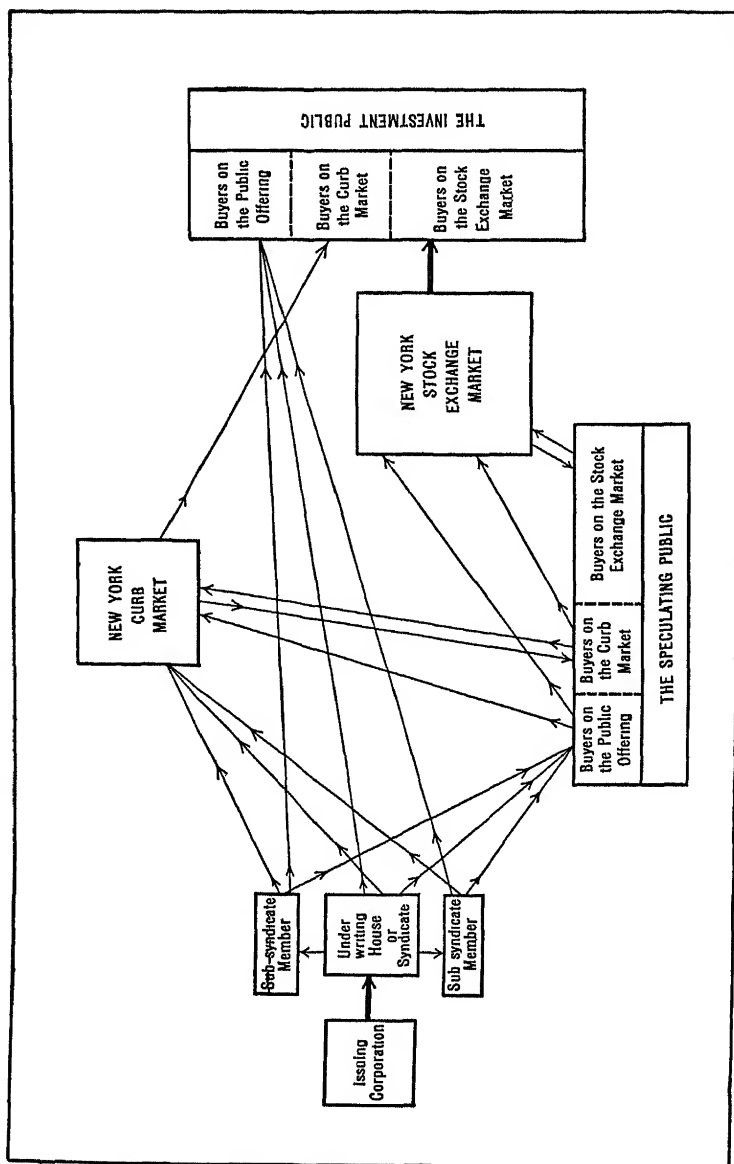 Issuing
Corporation
Sub-syndicate
Member
Under
writing
House
or
Syndicate
Sub syndicate
Member
NEW YORK
CURB
MARKET
NEW YORK
STOCK
EXCHANGE
MARKET
Buyers on
the Public
Offering
Buyers on
the Curb
Market
Buyers on the Stock
Exchange Market
THE SPECULATING PUBLIC
Buyers on
the Public
Offering
Buyers on
the Curb
Market
Buyers on
the Stock
Exchange
Market
THE INVESTMENT PUBLIC